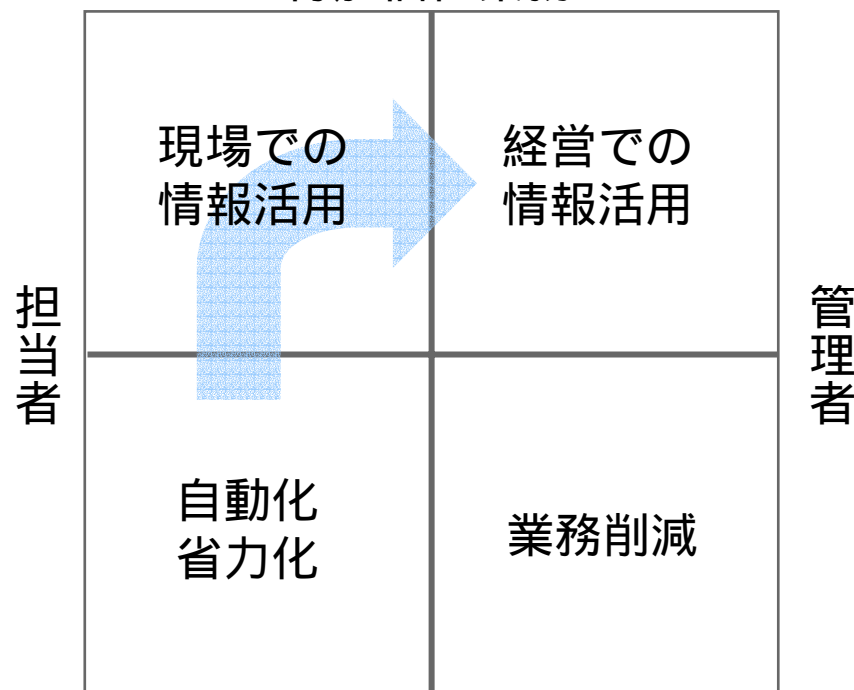 現場での
情報活用
経営での
情報活用
担当者
管理者
自動化
省力化
業務削減